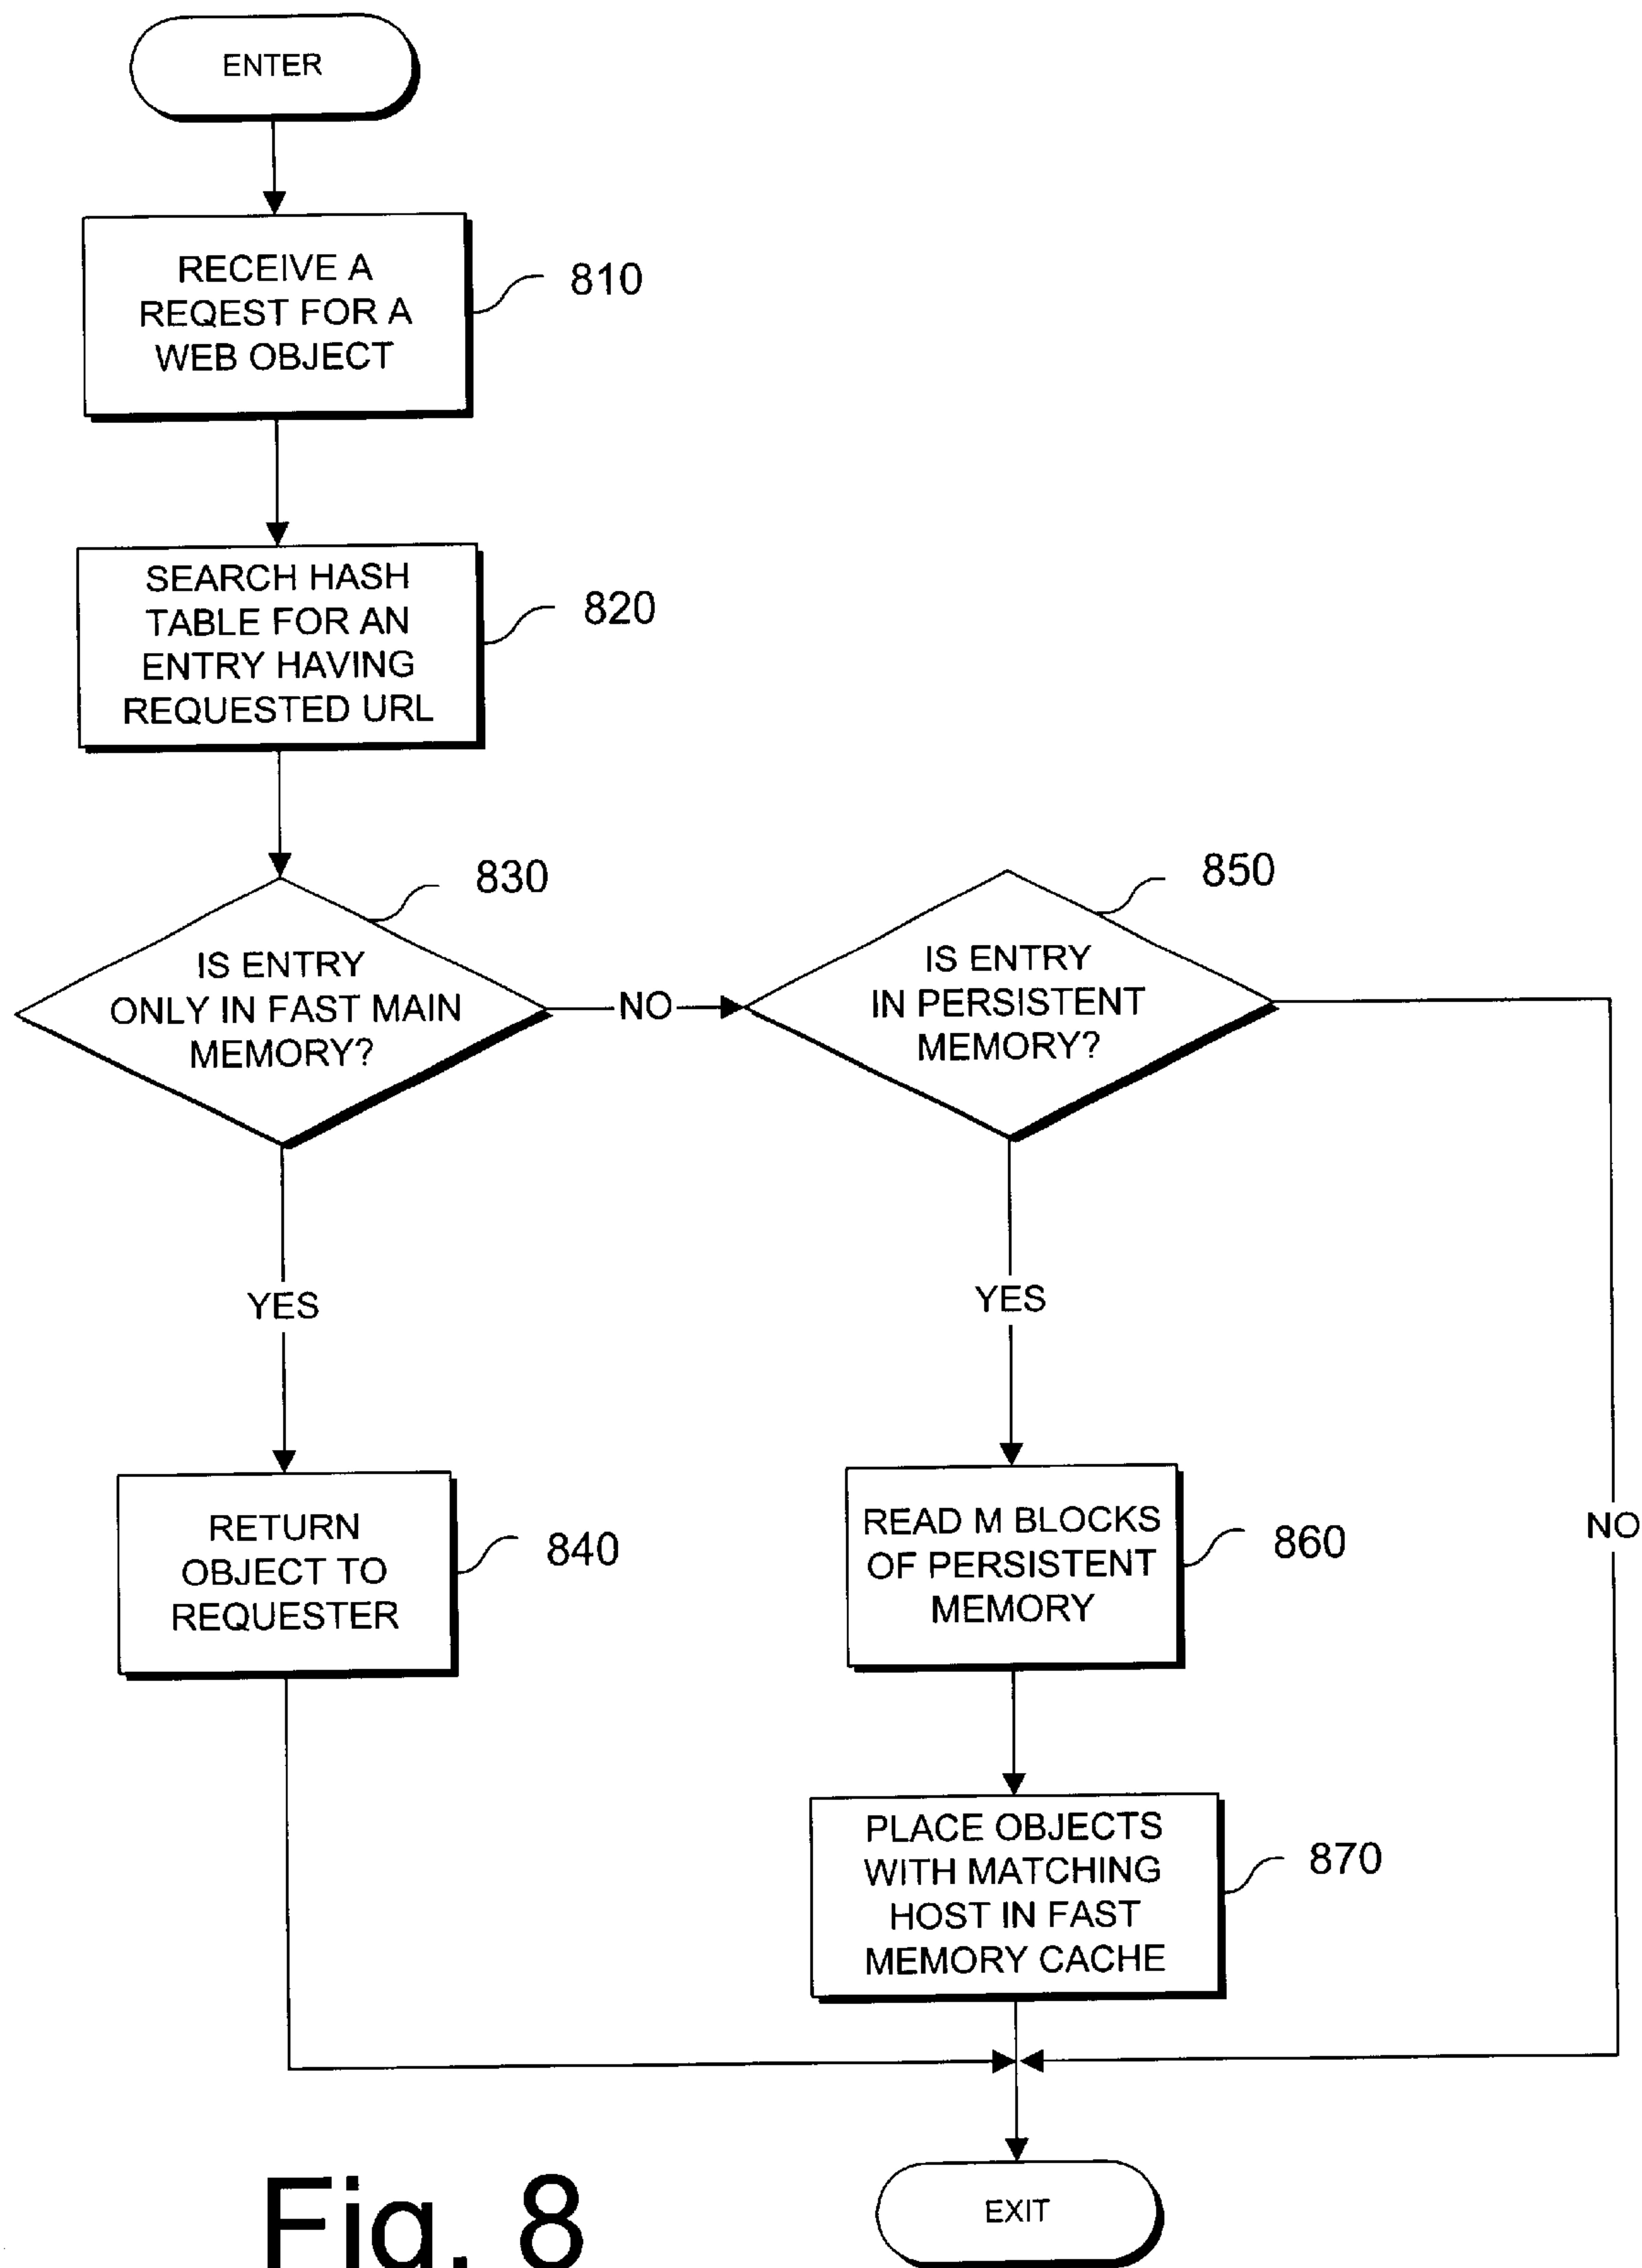 ENTER
RECEIVE A
REQEST FOR A
WEB OBJECT
810
SEARCH HASH
TABLE FOR AN
ENTRY HAVING
REQUESTED URL
820
830
IS ENTRY
ONLY IN FAST MAIN
MEMORY?
NO
850
IS ENTRY
IN PERSISTENT
MEMORY?
YES
YES
NO
RETURN
OBJECT TO
REQUESTER
840
READ M BLOCKS
OF PERSISTENT
MEMORY
860
PLACE OBJECTS
WITH MATCHING
HOST IN FAST
MEMORY CACHE
870
EXIT
Fig. 8